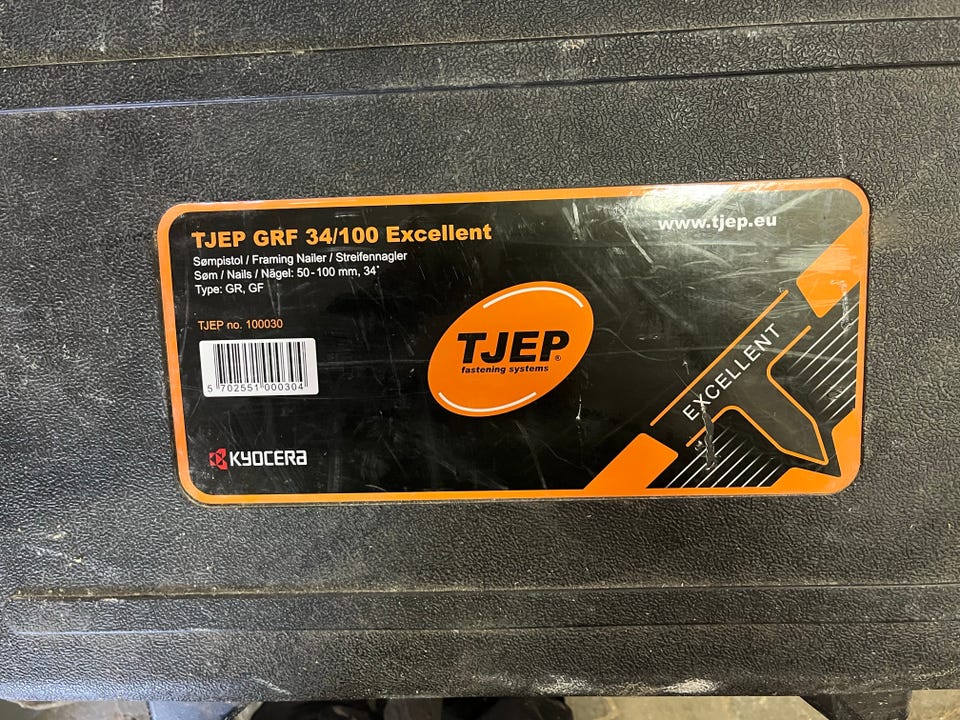 TJEP GRF 34/100 Excellent
www.tjep.eu
Sømpistol / Framing Nailer / Streifennagler
Søm / Nails / Nägel: 50-100 mm, 34°
Type: GR, GF
TJEP no. 100030
5 702551 000304
TJEP®
fastening systems
EXCELLENT
KYOCERA